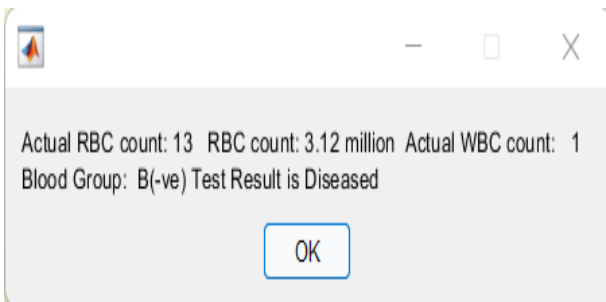 Actual RBC count: 13 RBC count: 3.12 million Actual WBC count: 1
Blood Group: B(-ve) Test Result is Diseased
OK